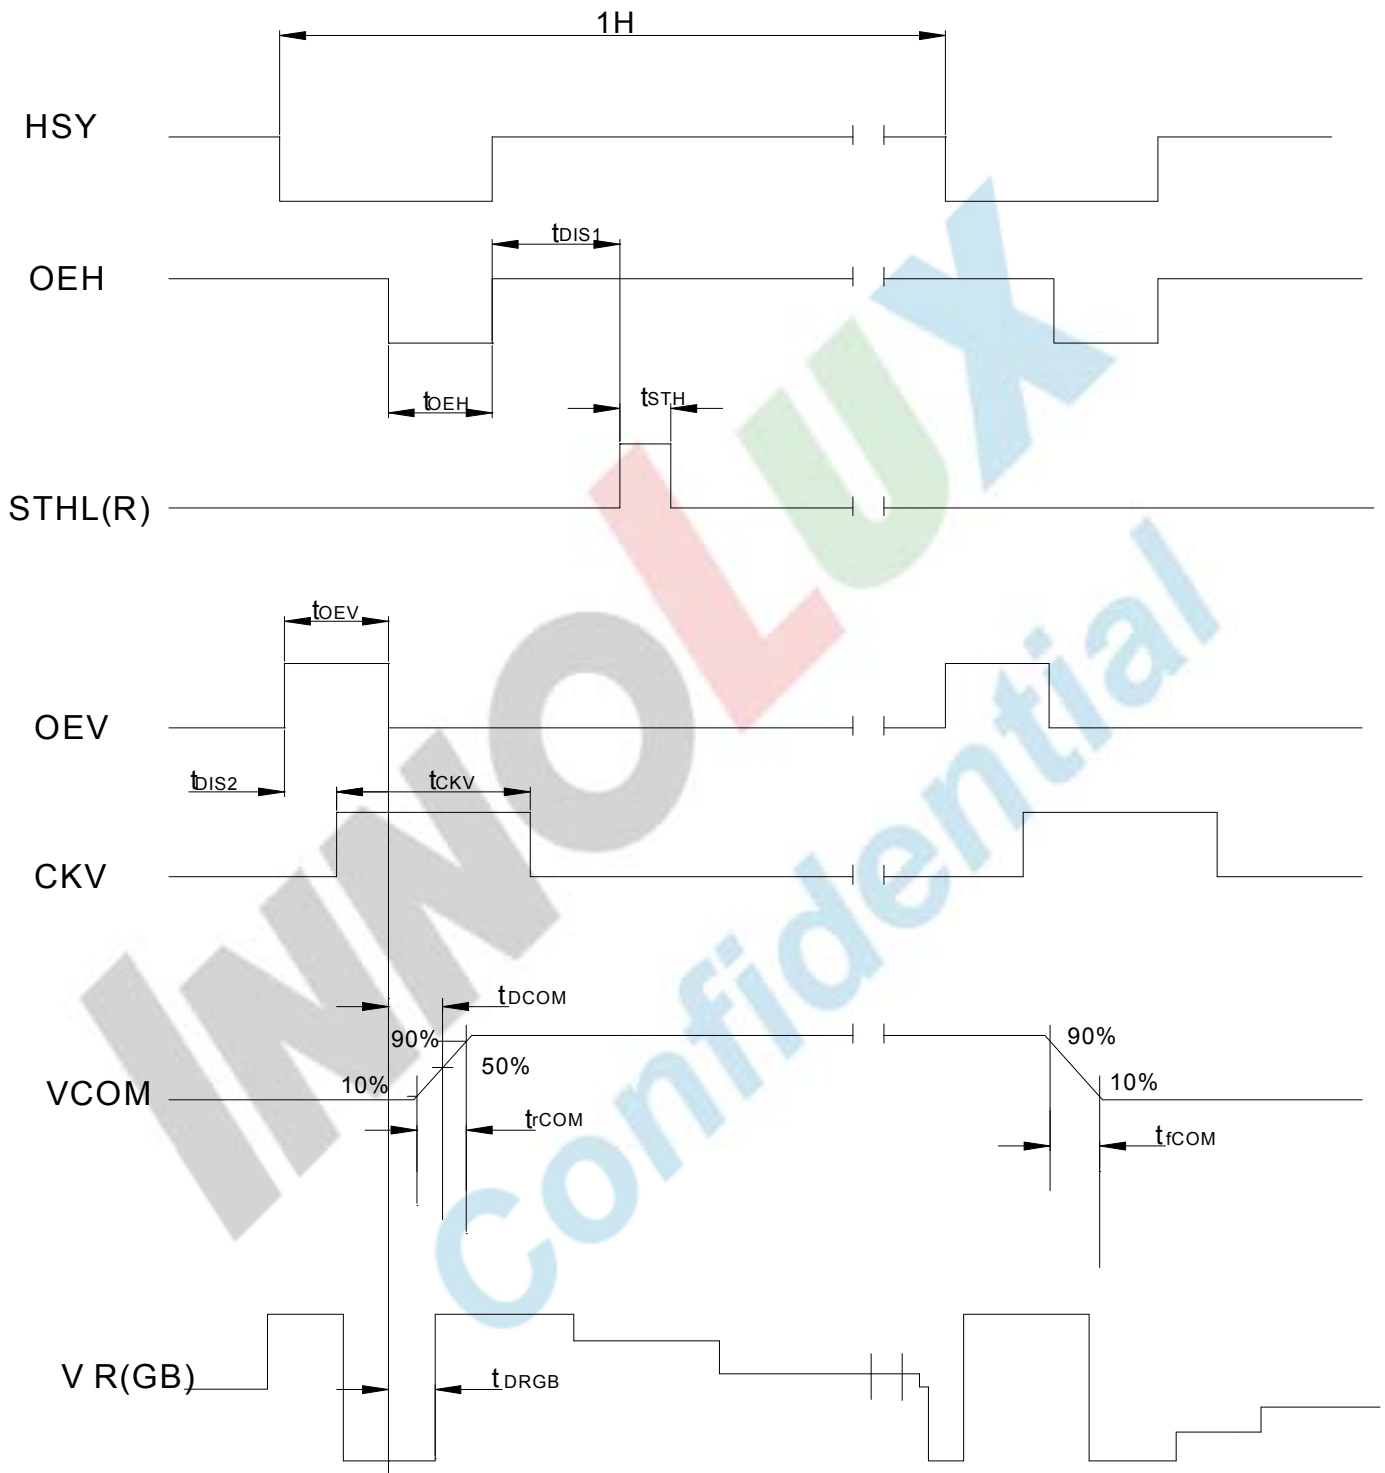 1H
HSY
tDIS1
OEH
tOEH
tSTH
STHL(R)
tOEV
OEV
tDIS2
tCKV
CKV
tDCOM
90%
90%
50%
10%
10%
VCOM
trCOM
tfCOM
V R(GB)
tDRGB
INNOLUX
Confidential